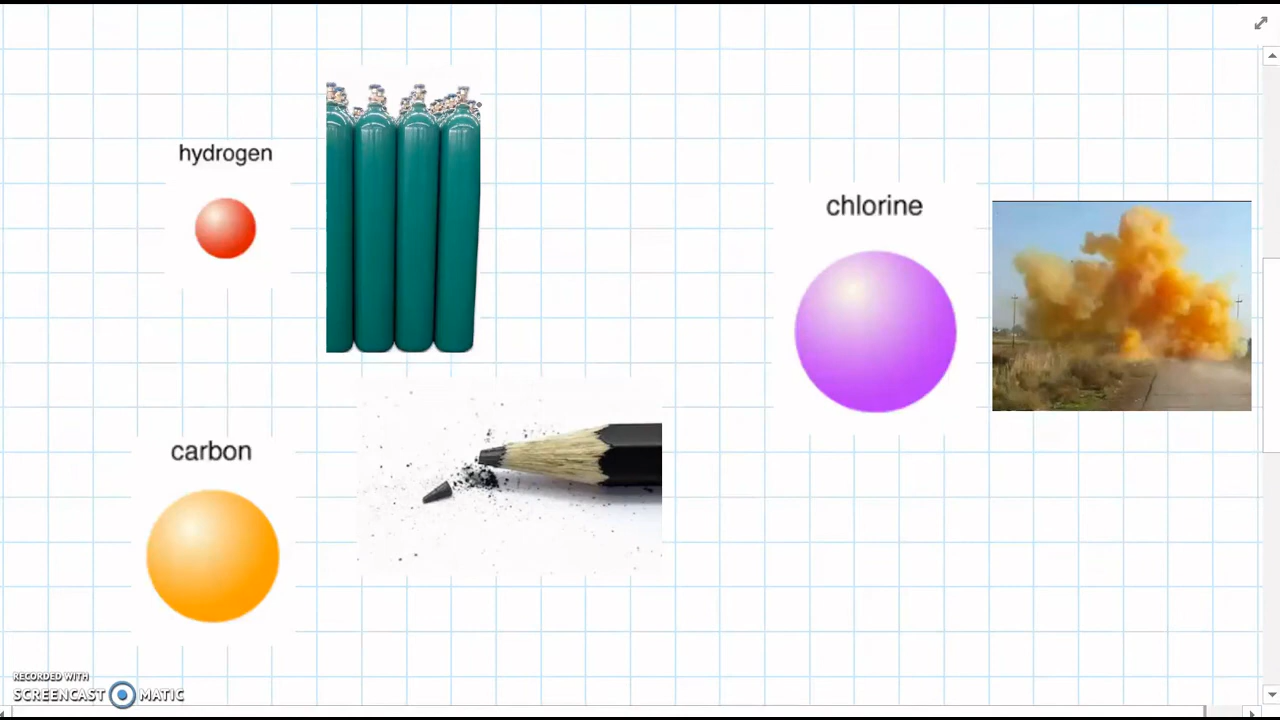 hydrogen
chlorine
carbon
RECORDED WITH
SCREENCAST MATIC